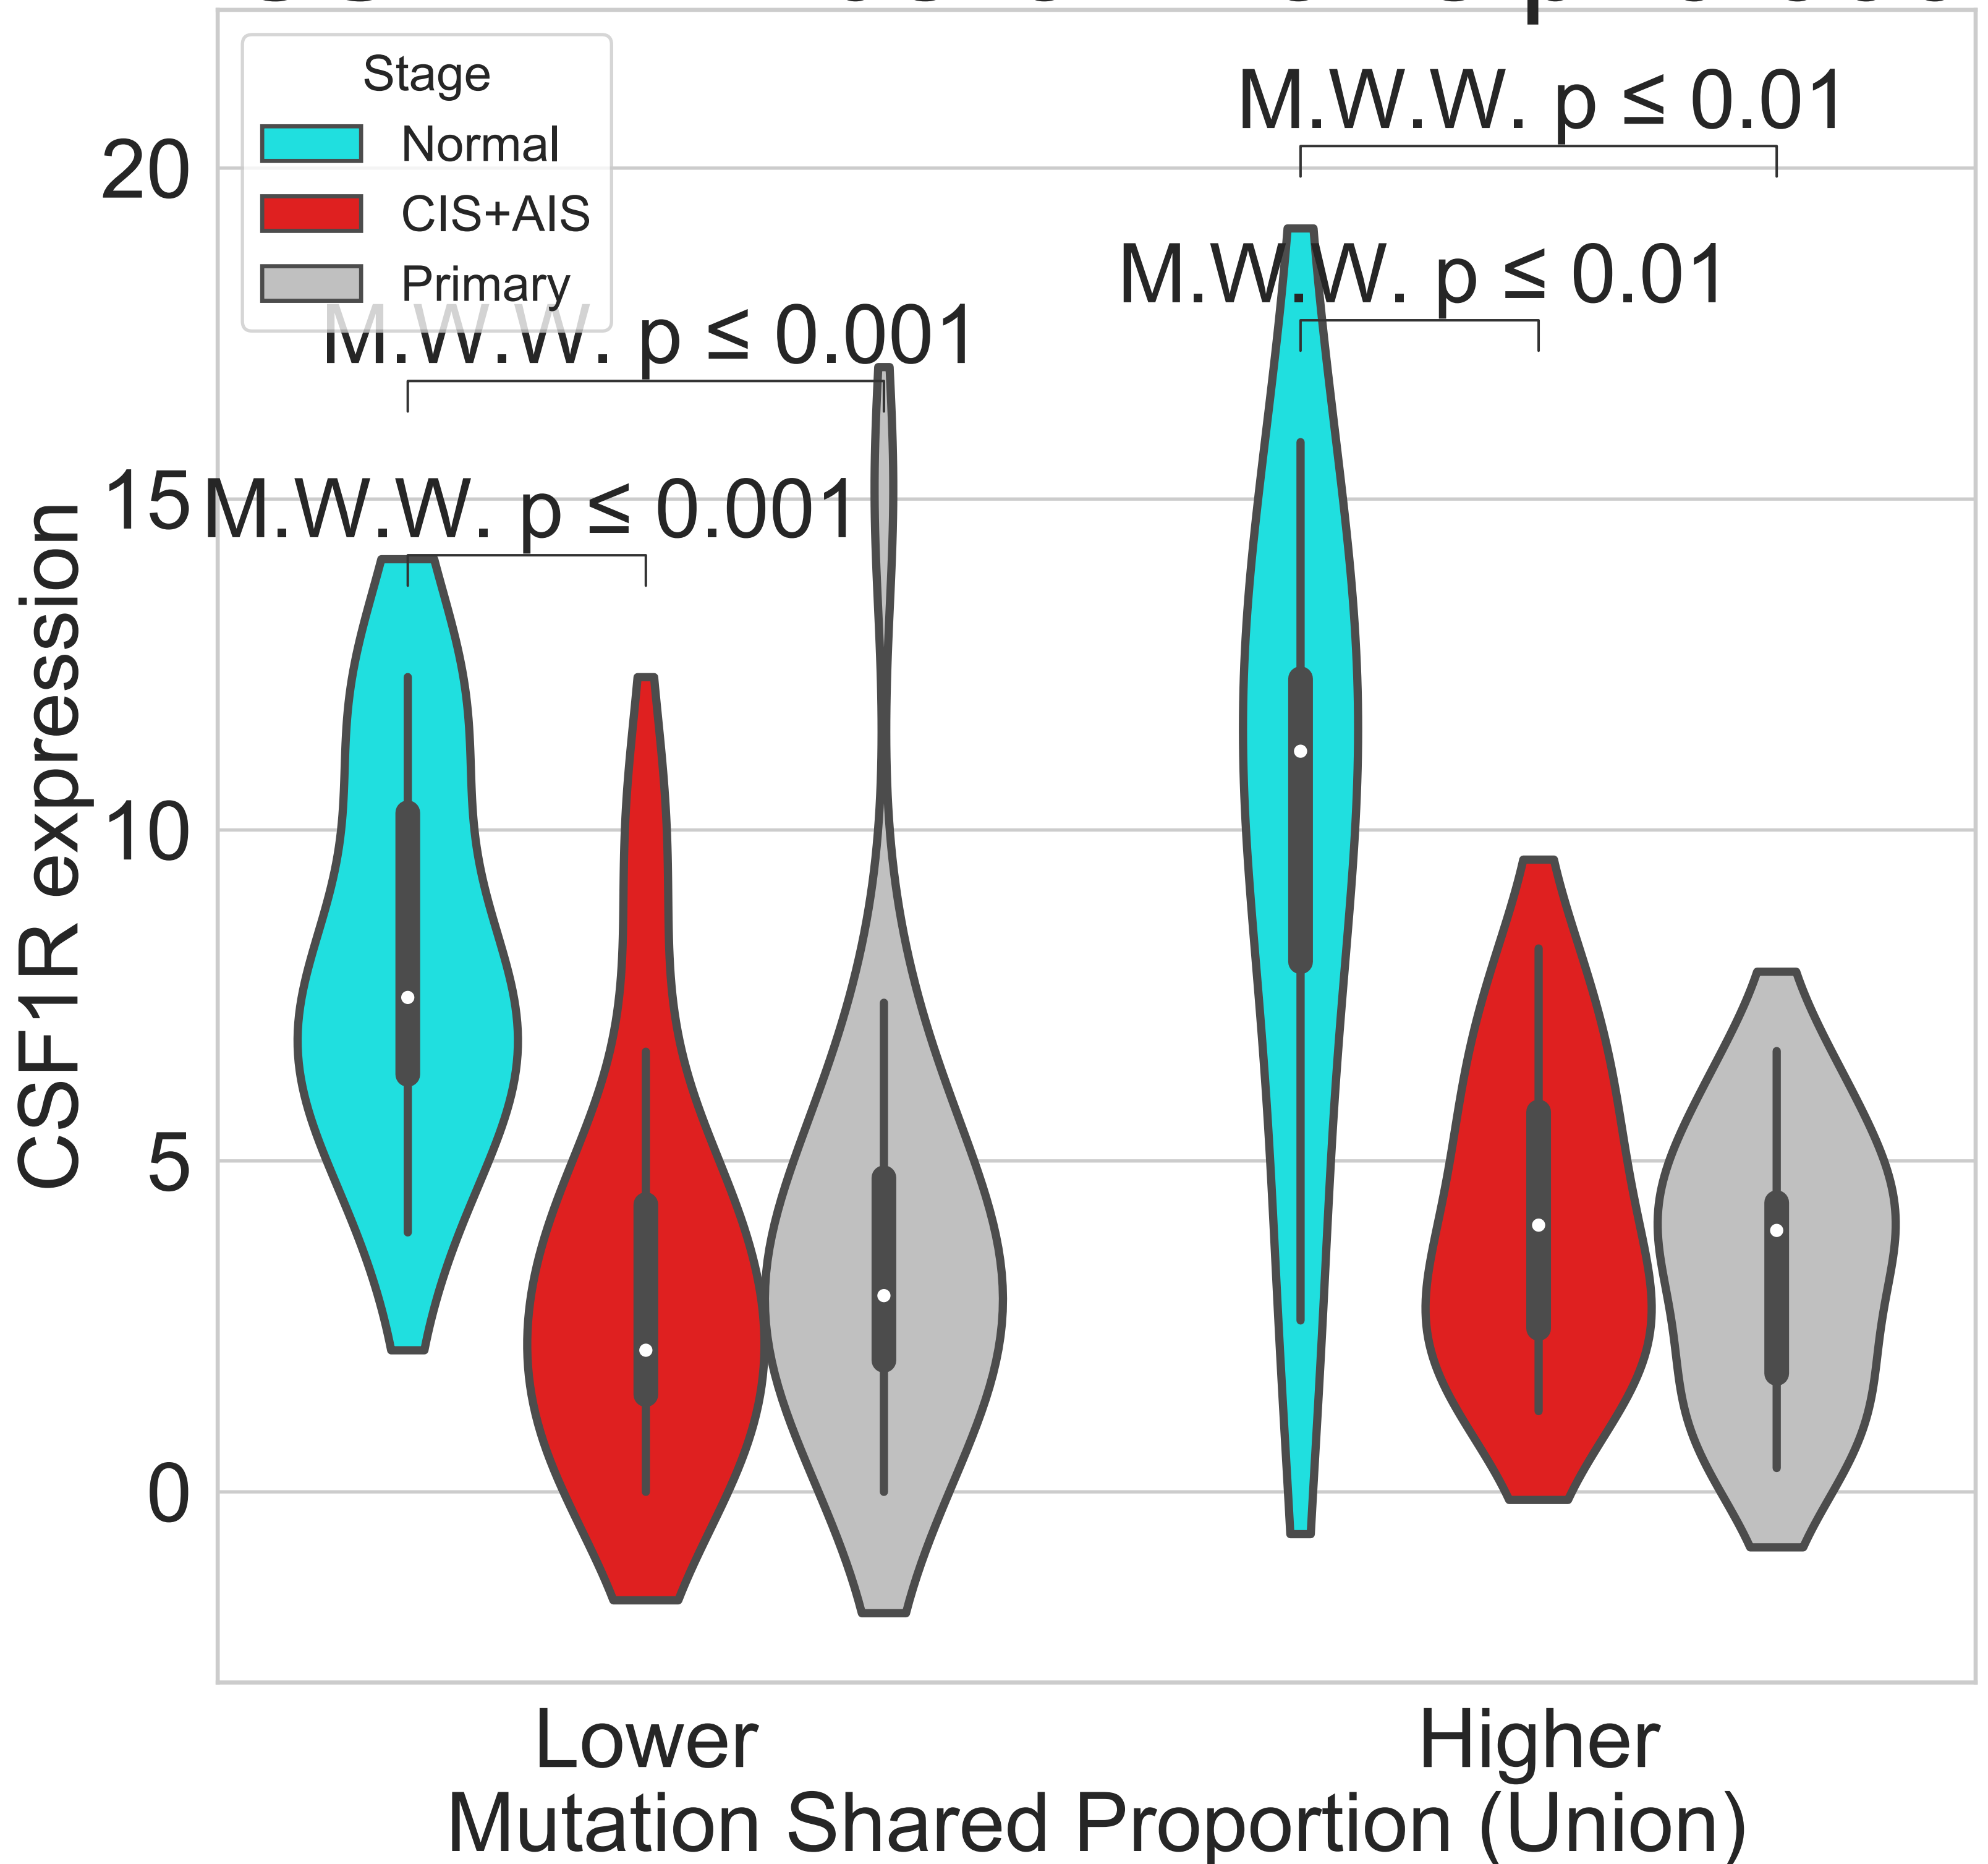 Stage
Normal
CIS+AIS
Primary
M.W.W. p ≤ 0.01
M.W.W. p ≤ 0.01
M.W.W. p ≤ 0.001
M.W.W. p ≤ 0.001
CSF1R expression
20
15
10
5
0
Lower
Higher
Mutation Shared Proportion (Union)